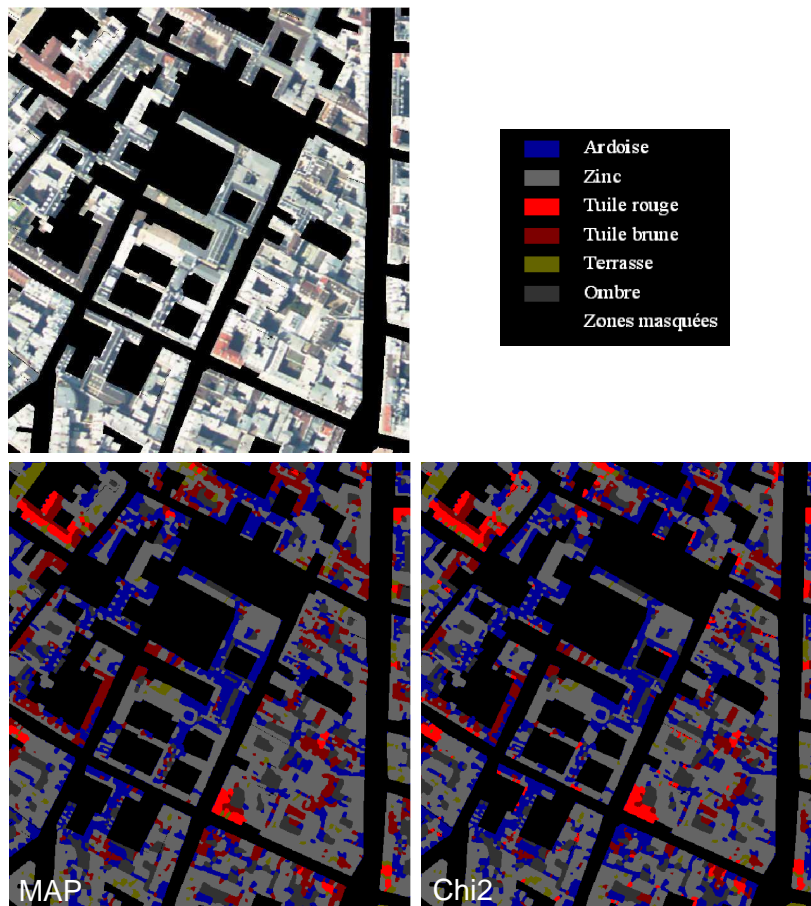 Ardoise
Zinc
Tuile rouge
Tuile brune
Terrasse
Ombre
Zones masquées
MAP
Chi2